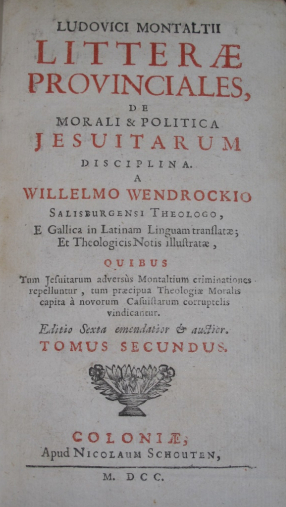 LUDOVICI MONTALTII
LITTERÆ
PROVINCIALES,
DE
MORALI & POLITICA
JESUITARUM
DISCIPLINA.
A
WILLELMO WENDROCKIO
SALISBURGENSI THEOLOGO,
E Gallica in Latinam Linguam translatæ;
Et Theologicis Notis illustratæ,
QUIBUS
Tum Jesuitarum adversùs Montaltium criminationes
repelluntur, tum præcipua Theologiæ Moralis
capita à novorum Casuistarum corruptelis
vindicantur.
Editio Sexta emendatior & auctior.
TOMUS SECUNDUS.
COLONIÆ,
Apud NICOLAUM SCHOUTEN,
M. DCC.